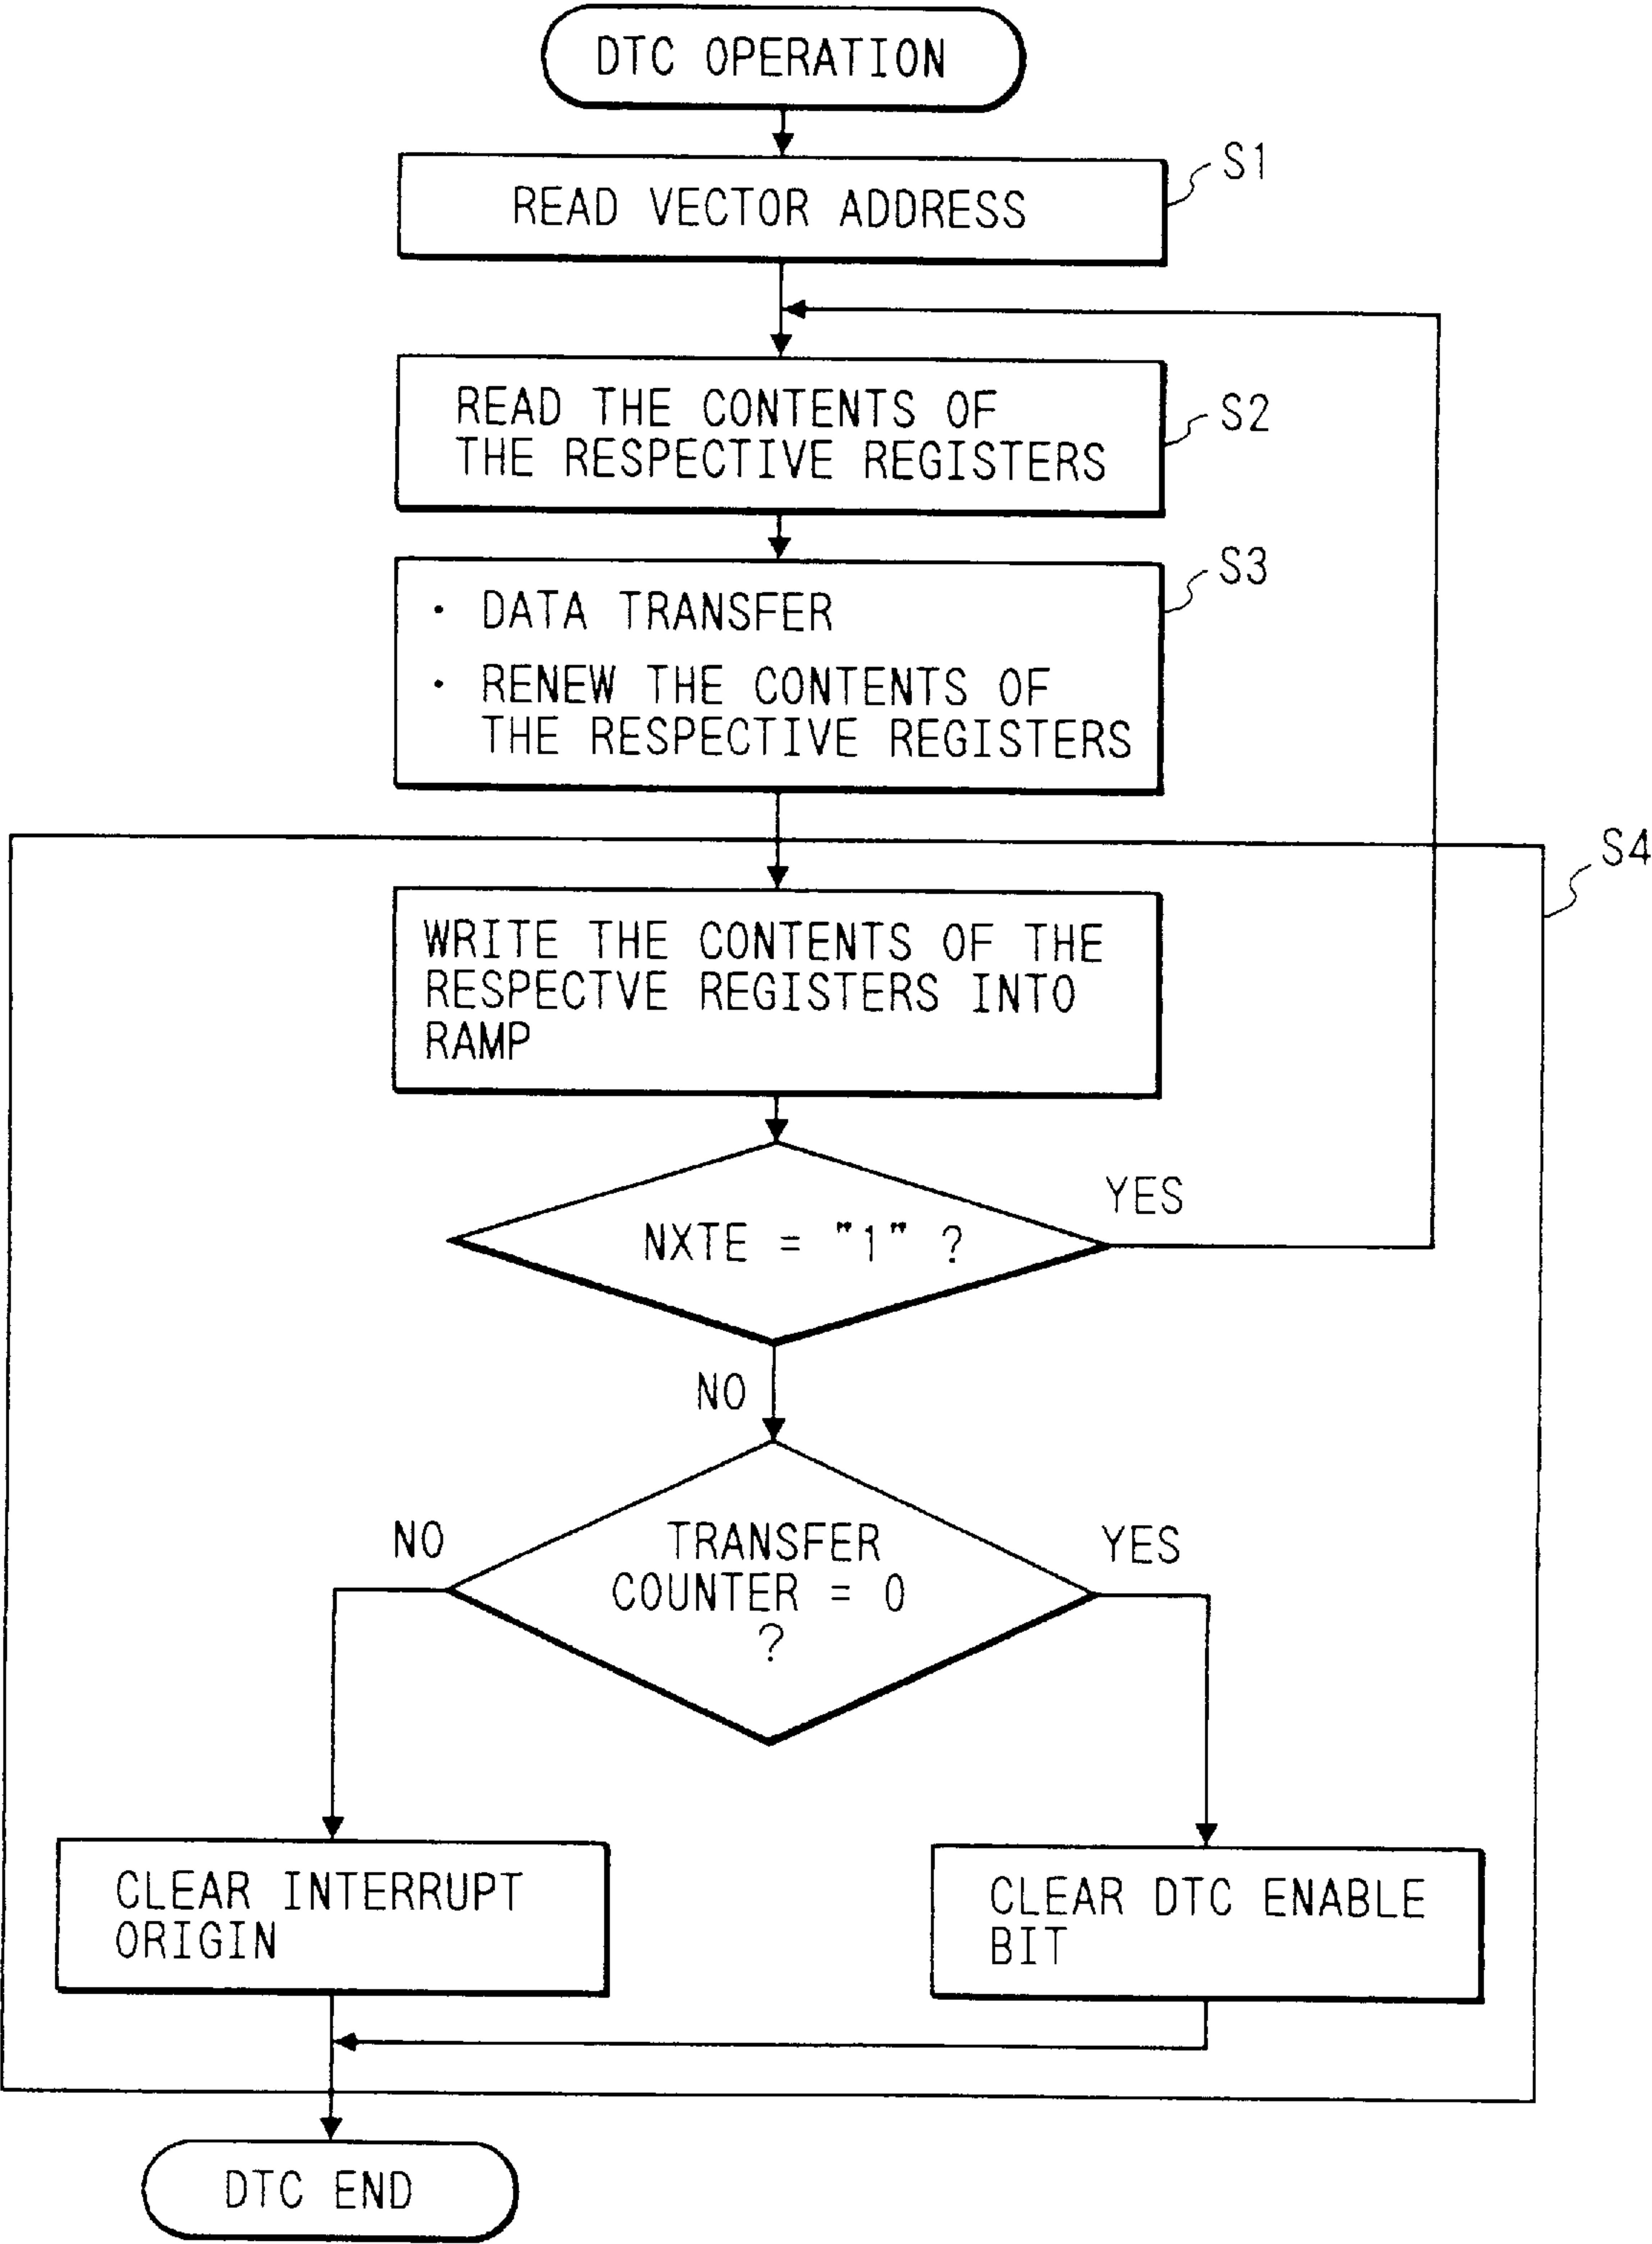 DTC OPERATION
S1
READ VECTOR ADDRESS
READ THE CONTENTS OF
THE RESPECTIVE REGISTERS
S2
S3
· DATA TRANSFER
· RENEW THE CONTENTS OF
THE RESPECTIVE REGISTERS
S4
WRITE THE CONTENTS OF THE
RESPECTVE REGISTERS INTO
RAMP
YES
NXTE = "1" ?
NO
NO
TRANSFER
COUNTER = 0
?
YES
CLEAR INTERRUPT
ORIGIN
CLEAR DTC ENABLE
BIT
DTC END